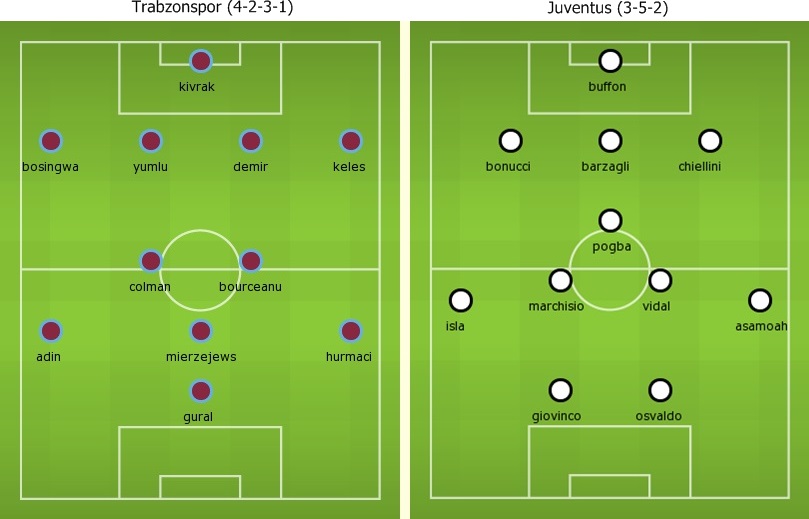 Trabzonspor (4-2-3-1)
kivrak
bosingwa yumlu demir keles
colman bourceanu
adin mierzejews hurmaci
gural
Juventus (3-5-2)
buffon
bonucci barzagli chiellini
pogba
marchisio vidal
isla asamoah
giovinco osvaldo